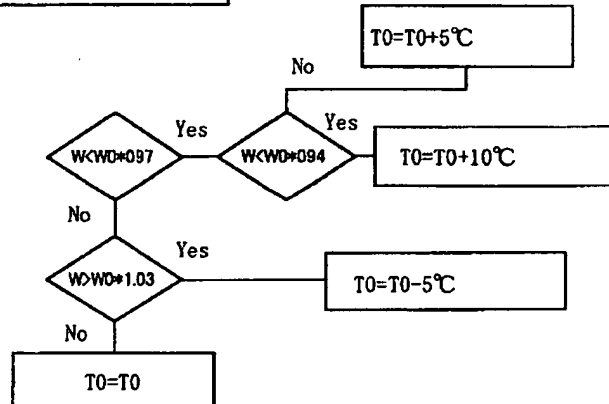 T0=T0+5℃
No
Yes
Yes
W<W0*097
W<W0*094
T0=T0+10℃
No
Yes
W>W0*1.03
T0=T0-5℃
No
T0=T0